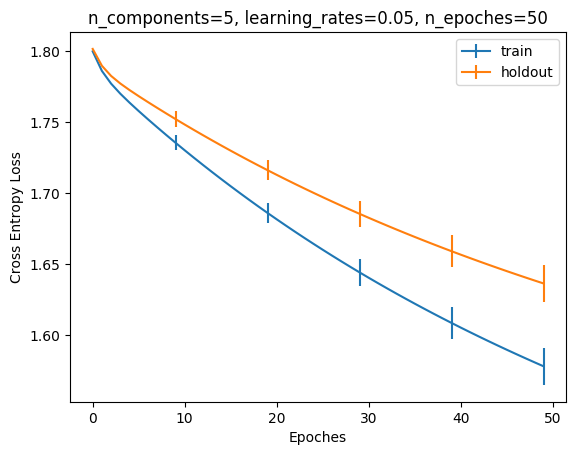 n_components=5, learning_rates=0.05, n_epoches=50
train
holdout
Cross Entropy Loss
1.80
1.75
1.70
1.65
1.60
0 10 20 30 40 50
Epoches